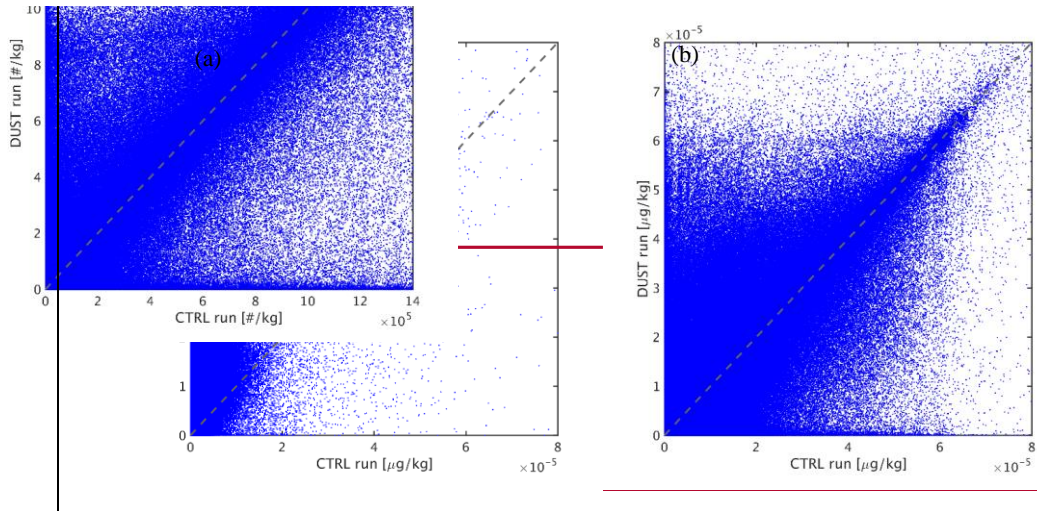 10
8
(a)
6
4
2
0
DUST run [#/kg]
0 2 4 6 8 10 12 14
CTRL run [#/kg]
×10⁵
1
0
0 2 4 6 8
CTRL run [µg/kg]
×10⁻⁵
×10⁻⁵
8
(b)
7
6
5
4
3
2
1
0
DUST run [µg/kg]
0 2 4 6 8
CTRL run [µg/kg]
×10⁻⁵